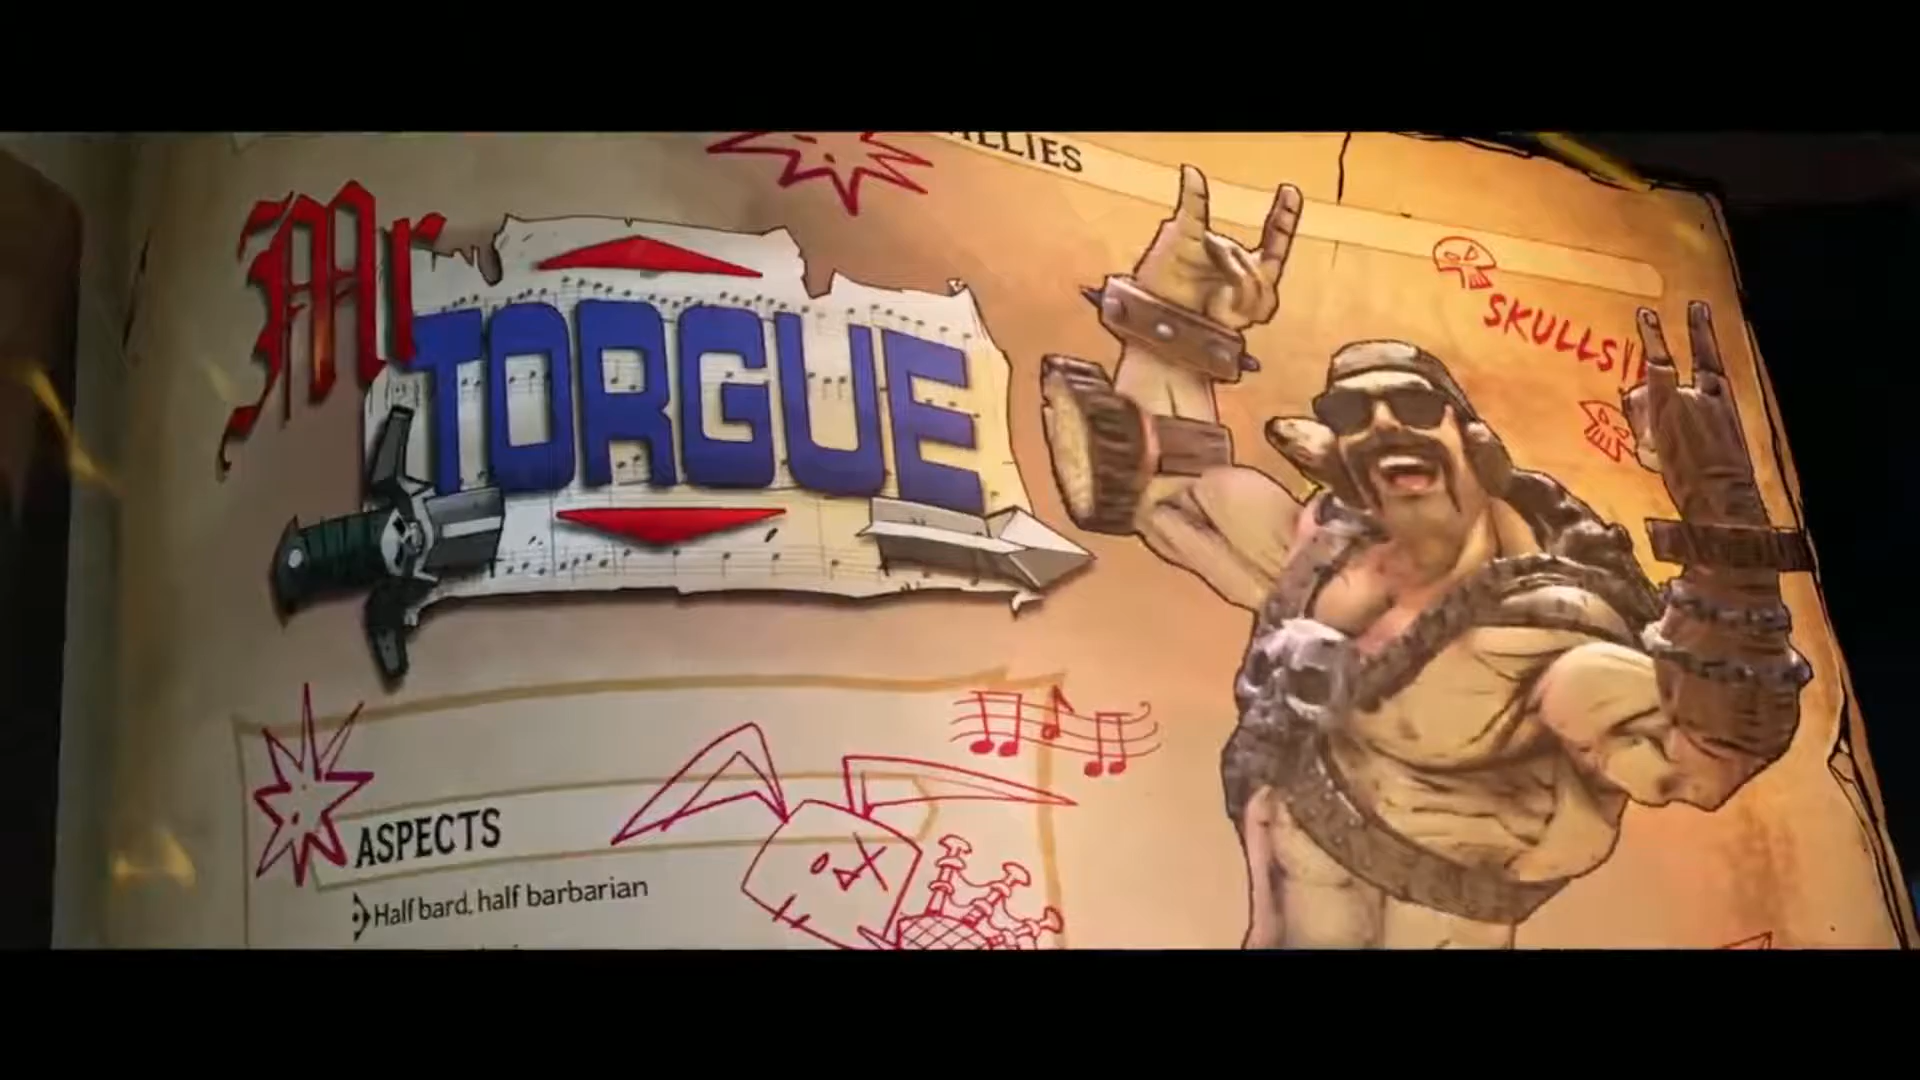 ALLIES
Mr
TORGUE
SKULLS!!
ASPECTS
Half bard, half barbarian